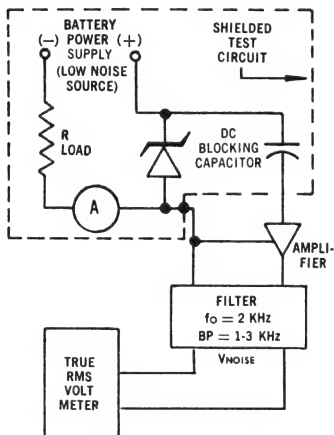 BATTERY
(−) POWER (+)
SUPPLY
(LOW NOISE
SOURCE)
SHIELDED
TEST
CIRCUIT
R
LOAD
DC
BLOCKING
CAPACITOR
A
AMPLI-
FIER
FILTER
fo = 2 KHz
BP = 1-3 KHz
VNOISE
TRUE
RMS
VOLT
METER